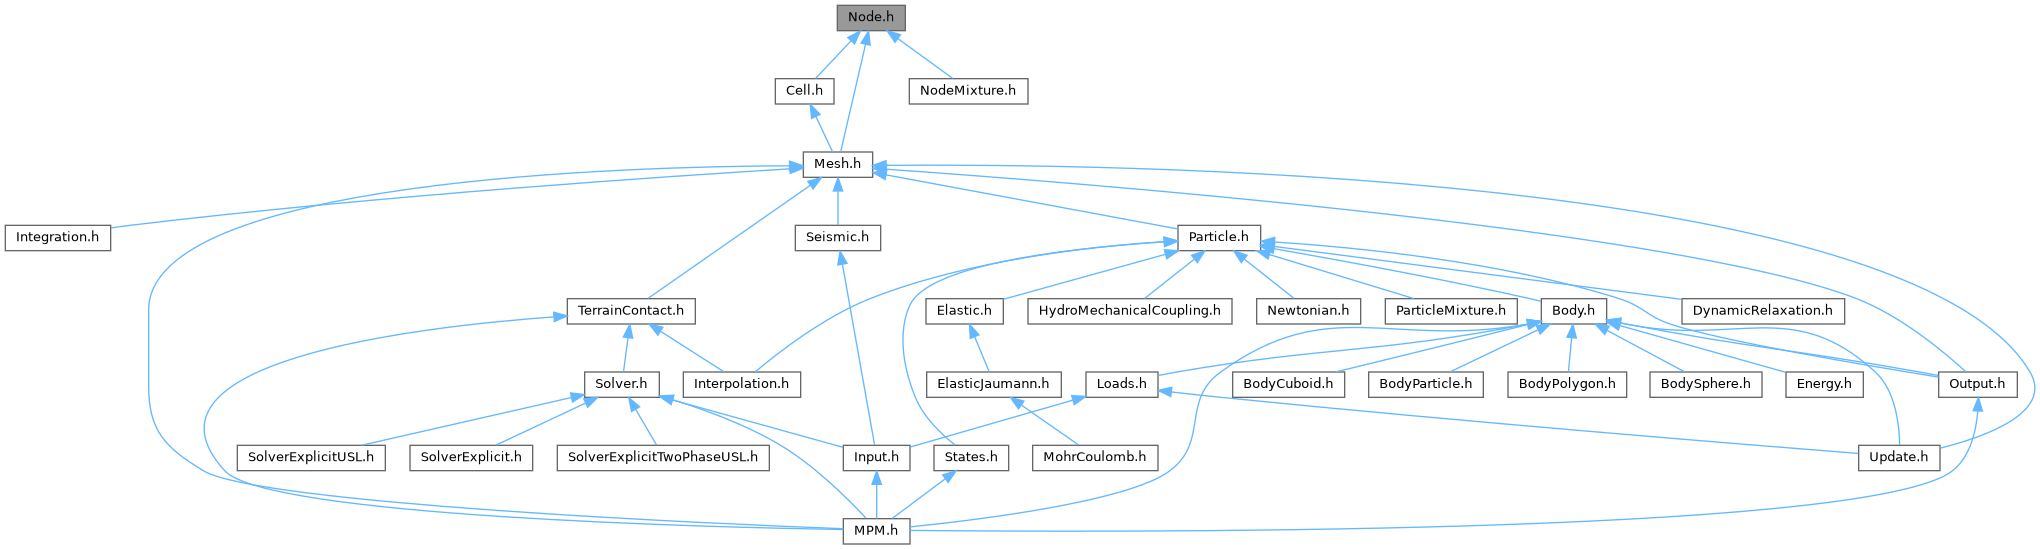 Node.h
Cell.h
NodeMixture.h
Mesh.h
Integration.h
Seismic.h
Particle.h
TerrainContact.h
Elastic.h
HydroMechanicalCoupling.h
Newtonian.h
ParticleMixture.h
Body.h
DynamicRelaxation.h
Solver.h
Interpolation.h
ElasticJaumann.h
Loads.h
BodyCuboid.h
BodyParticle.h
BodyPolygon.h
BodySphere.h
Energy.h
Output.h
SolverExplicitUSL.h
SolverExplicit.h
SolverExplicitTwoPhaseUSL.h
Input.h
States.h
MohrCoulomb.h
Update.h
MPM.h